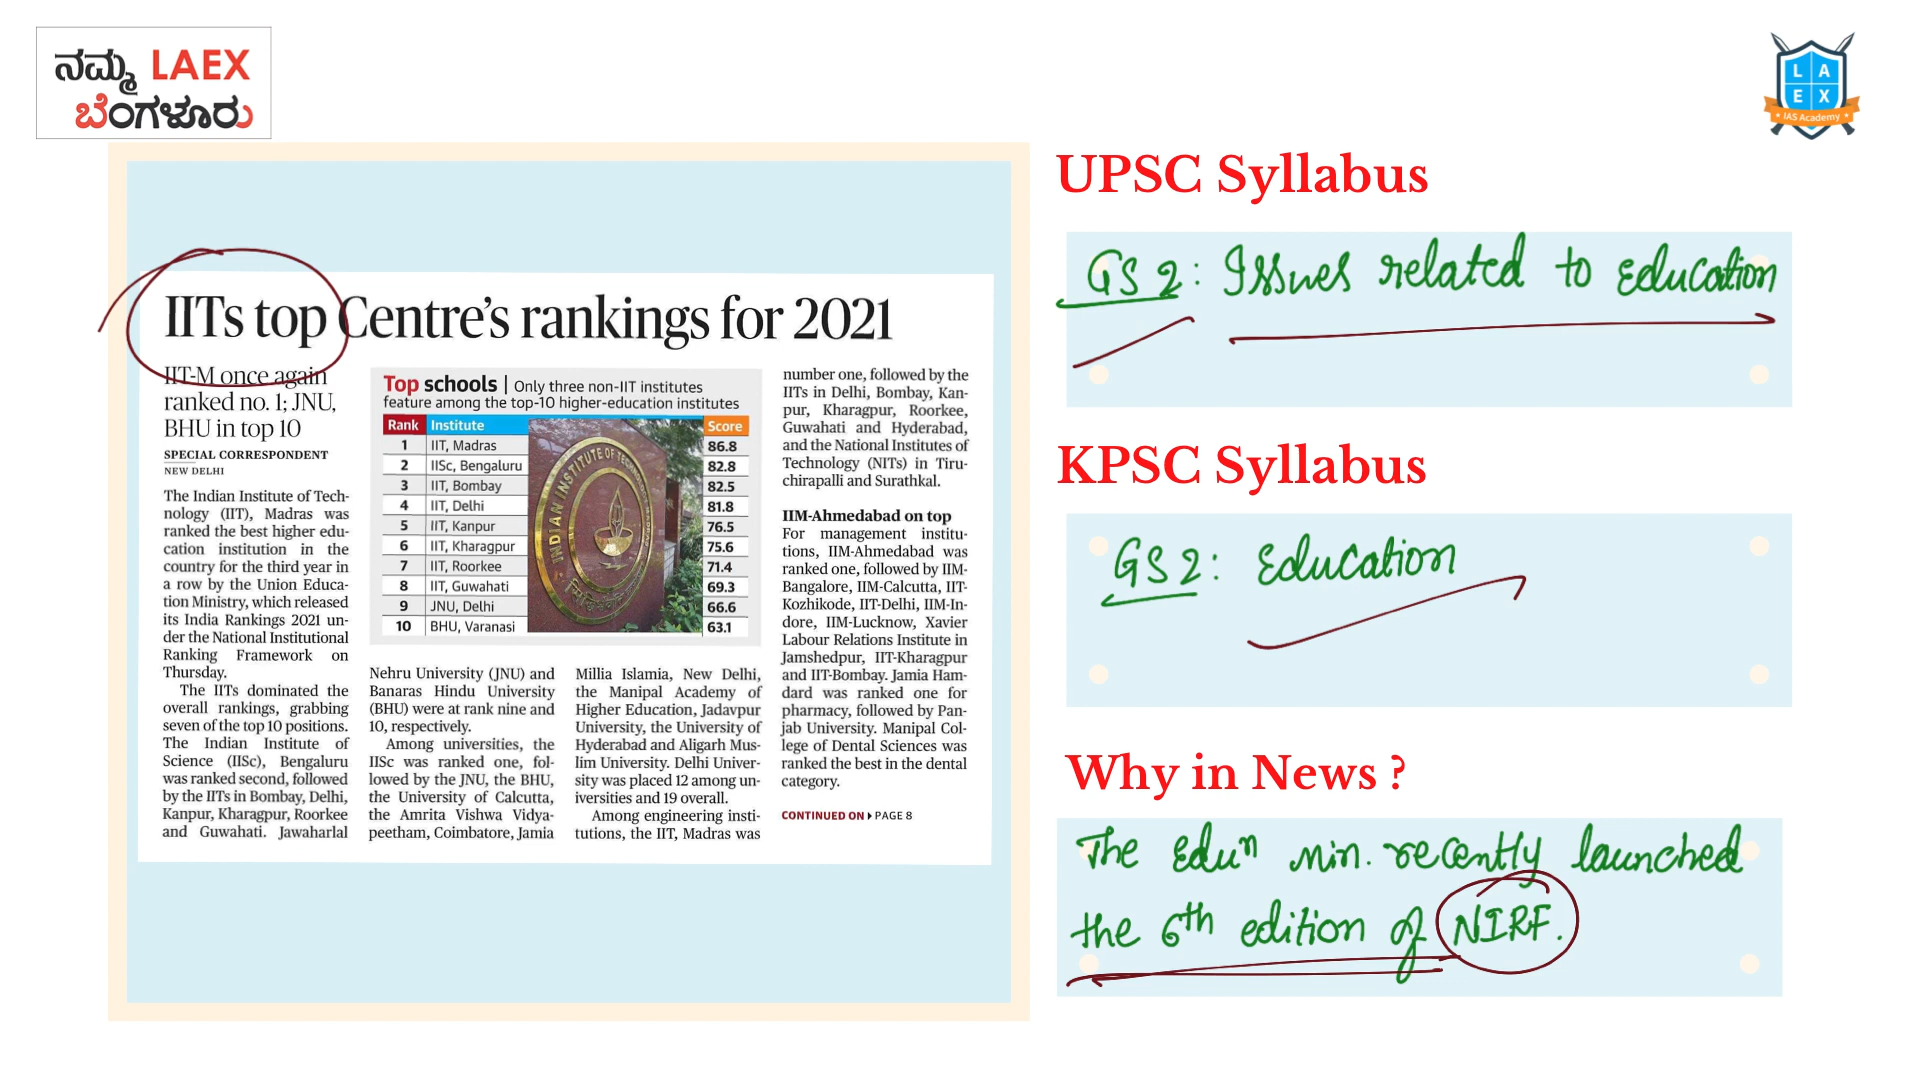 ನಮ್ಮ LAEX
ಬೆಂಗಳೂರು
L A
E X
IAS Academy
IITs top Centre's rankings for 2021
IIT-M once again
ranked no. 1; JNU,
BHU in top 10
SPECIAL CORRESPONDENT
NEW DELHI
The Indian Institute of Tech-
nology (IIT), Madras was
ranked the best higher edu-
cation institution in the
country for the third year in
a row by the Union Educa-
tion Ministry, which released
its India Rankings 2021 un-
der the National Institutional
Ranking Framework on
Thursday.
The IITs dominated the
overall rankings, grabbing
seven of the top 10 positions.
The Indian Institute of
Science (IISc), Bengaluru
was ranked second, followed
by the IITs in Bombay, Delhi,
Kanpur, Kharagpur, Roorkee
and Guwahati. Jawaharlal
Top schools | Only three non-IIT institutes
feature among the top-10 higher-education institutes
Rank Institute Score
1 IIT, Madras 86.8
2 IISc, Bengaluru 82.8
3 IIT, Bombay 82.5
4 IIT, Delhi 81.8
5 IIT, Kanpur 76.5
6 IIT, Kharagpur 75.6
7 IIT, Roorkee 71.4
8 IIT, Guwahati 69.3
9 JNU, Delhi 66.6
10 BHU, Varanasi 63.1
INDIAN INSTITUTE OF
Nehru University (JNU) and
Banaras Hindu University
(BHU) were at rank nine and
10, respectively.
Among universities, the
IISc was ranked one, fol-
lowed by the JNU, the BHU,
the University of Calcutta,
the Amrita Vishwa Vidya-
peetham, Coimbatore, Jamia
Millia Islamia, New Delhi,
the Manipal Academy of
Higher Education, Jadavpur
University, the University of
Hyderabad and Aligarh Mus-
lim University. Delhi Univer-
sity was placed 12 among un-
iversities and 19 overall.
Among engineering insti-
tutions, the IIT, Madras was
number one, followed by the
IITs in Delhi, Bombay, Kan-
pur, Kharagpur, Roorkee,
Guwahati and Hyderabad,
and the National Institutes of
Technology (NITs) in Tiru-
chirapalli and Surathkal.
IIM-Ahmedabad on top
For management institu-
tions, IIM-Ahmedabad was
ranked one, followed by IIM-
Bangalore, IIM-Calcutta, IIT-
Kozhikode, IIT-Delhi, IIM-In-
dore, IIM-Lucknow, Xavier
Labour Relations Institute in
Jamshedpur, IIT-Kharagpur
and IIT-Bombay. Jamia Ham-
dard was ranked one for
pharmacy, followed by Pan-
jab University. Manipal Col-
lege of Dental Sciences was
ranked the best in the dental
category.
CONTINUED ON PAGE 8
UPSC Syllabus
GS 2: Issues related to Education
KPSC Syllabus
GS 2: Education
Why in News ?
The Eduⁿ Min. recently launched
the 6th edition of NIRF.